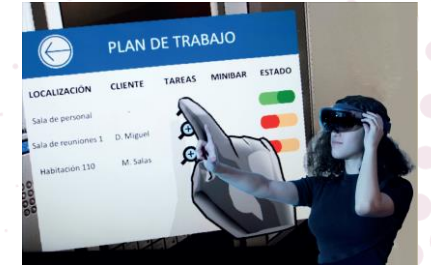 PLAN DE TRABAJO
LOCALIZACIÓN CLIENTE TAREAS MINIBAR ESTADO
Sala de personal -
Sala de reuniones 1 D. Miguel
Habitación 110 M. Salas